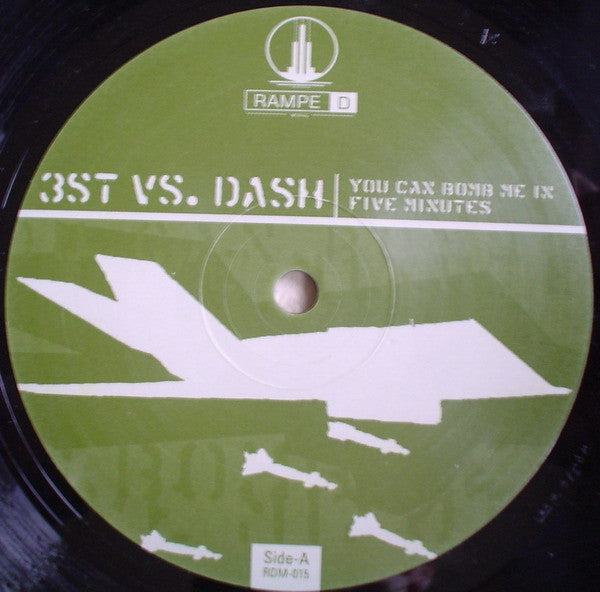 RAMPE D
3ST VS. DASH
YOU CAN BOMB ME IN
FIVE MINUTES
Side-A
RDM-015